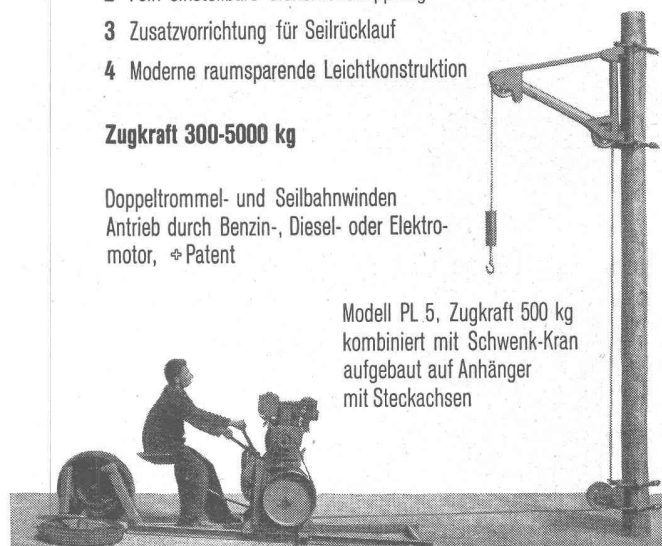 3 Zusatzvorrichtung für Seilrücklauf
4 Moderne raumsparende Leichtkonstruktion
Zugkraft 300-5000 kg
Doppeltrommel- und Seilbahnwinden
Antrieb durch Benzin-, Diesel- oder Elektro-
motor, ✚ Patent
Modell PL 5, Zugkraft 500 kg
kombiniert mit Schwenk-Kran
aufgebaut auf Anhänger
mit Steckachsen